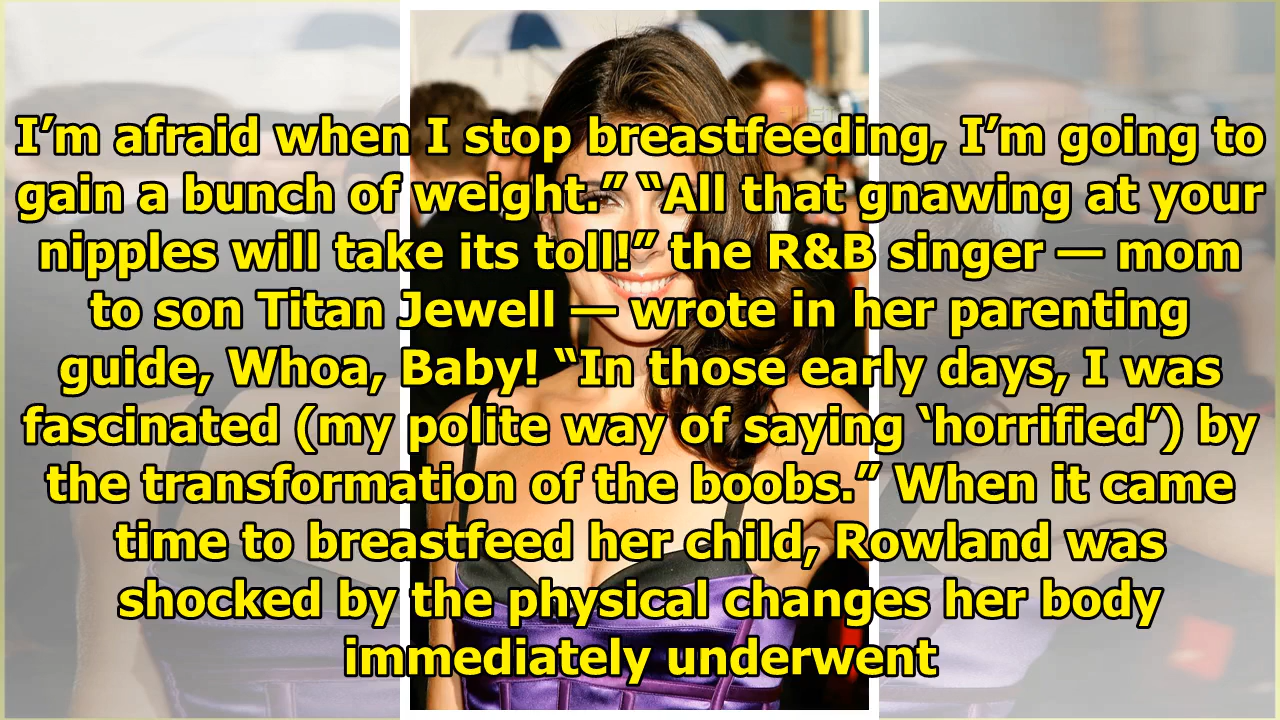 I’m afraid when I stop breastfeeding, I’m going to
gain a bunch of weight.” “All that gnawing at your
nipples will take its toll!” the R&B singer — mom
to son Titan Jewell — wrote in her parenting
guide, Whoa, Baby! “In those early days, I was
fascinated (my polite way of saying ‘horrified’) by
the transformation of the boobs.” When it came
time to breastfeed her child, Rowland was
shocked by the physical changes her body
immediately underwent